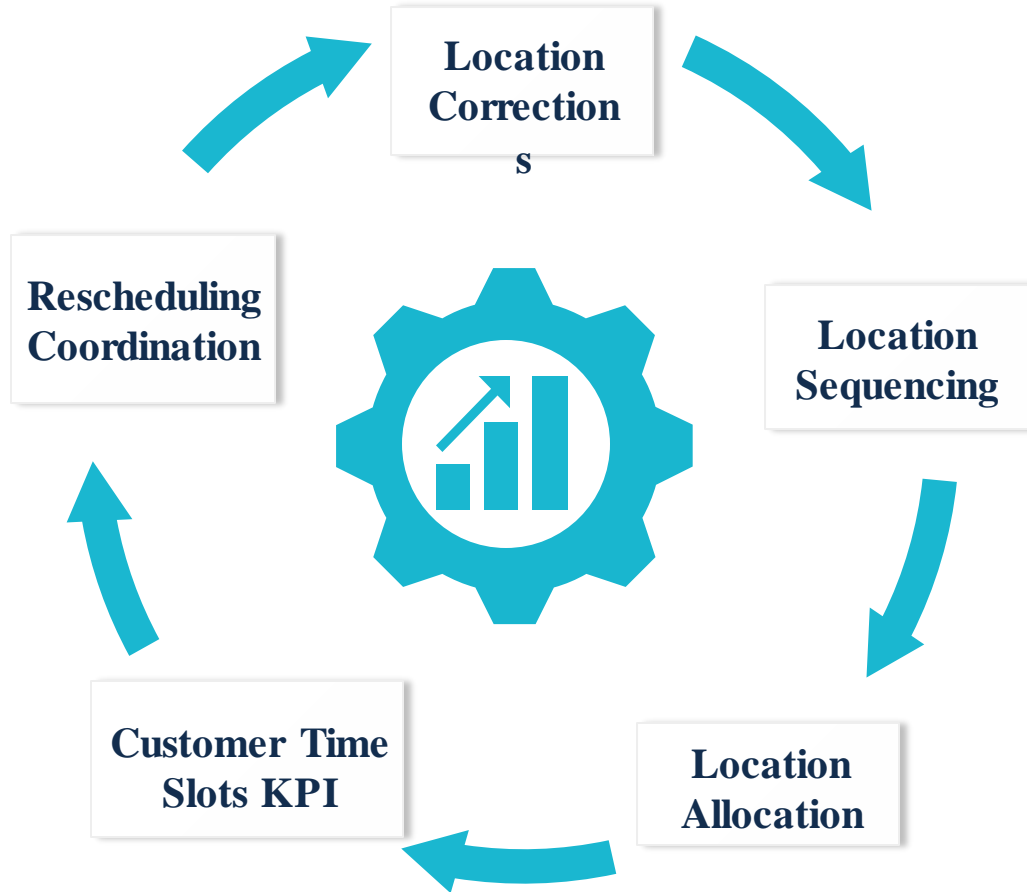 Location
Correction
s
Location
Sequencing
Location
Allocation
Customer Time
Slots KPI
Rescheduling
Coordination